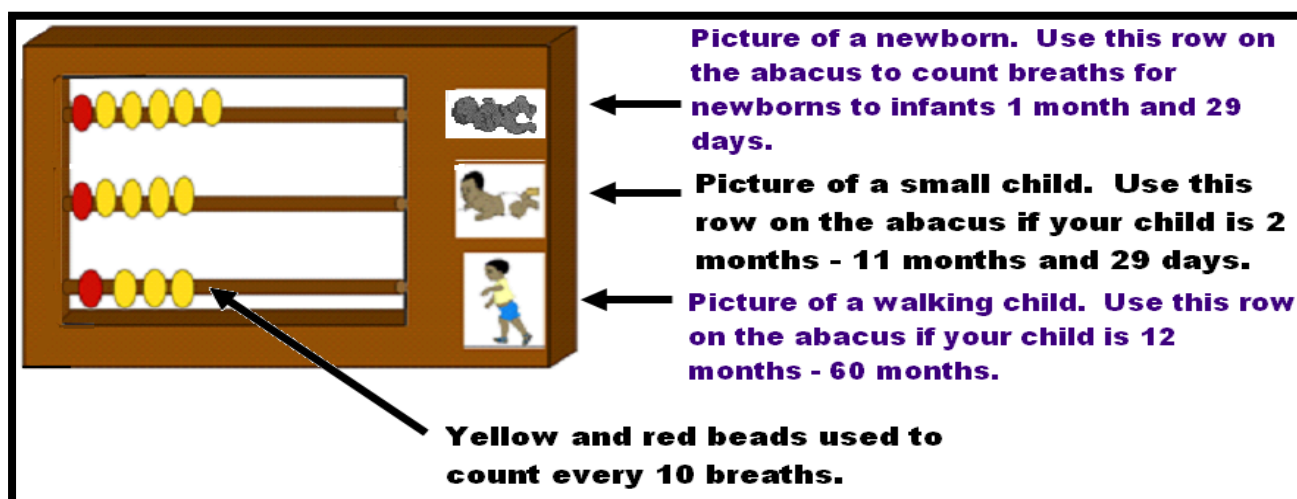 Picture of a newborn.  Use this row on
the abacus to count breaths for
newborns to infants 1 month and 29
days.
Picture of a small child.  Use this
row on the abacus if your child is 2
months - 11 months and 29 days.
Picture of a walking child.  Use this row
on the abacus if your child is 12
months - 60 months.
Yellow and red beads used to
count every 10 breaths.